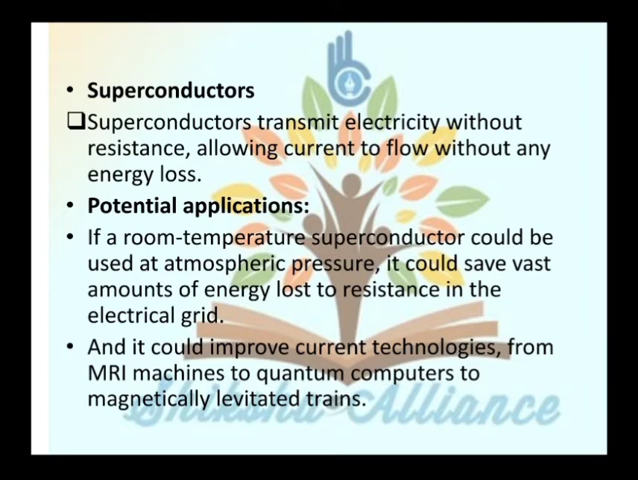 • Superconductors
❑Superconductors transmit electricity without
resistance, allowing current to flow without any
energy loss.
• Potential applications:
• If a room-temperature superconductor could be
used at atmospheric pressure, it could save vast
amounts of energy lost to resistance in the
electrical grid.
• And it could improve current technologies, from
MRI machines to quantum computers to
magnetically levitated trains.
Shiksha Alliance